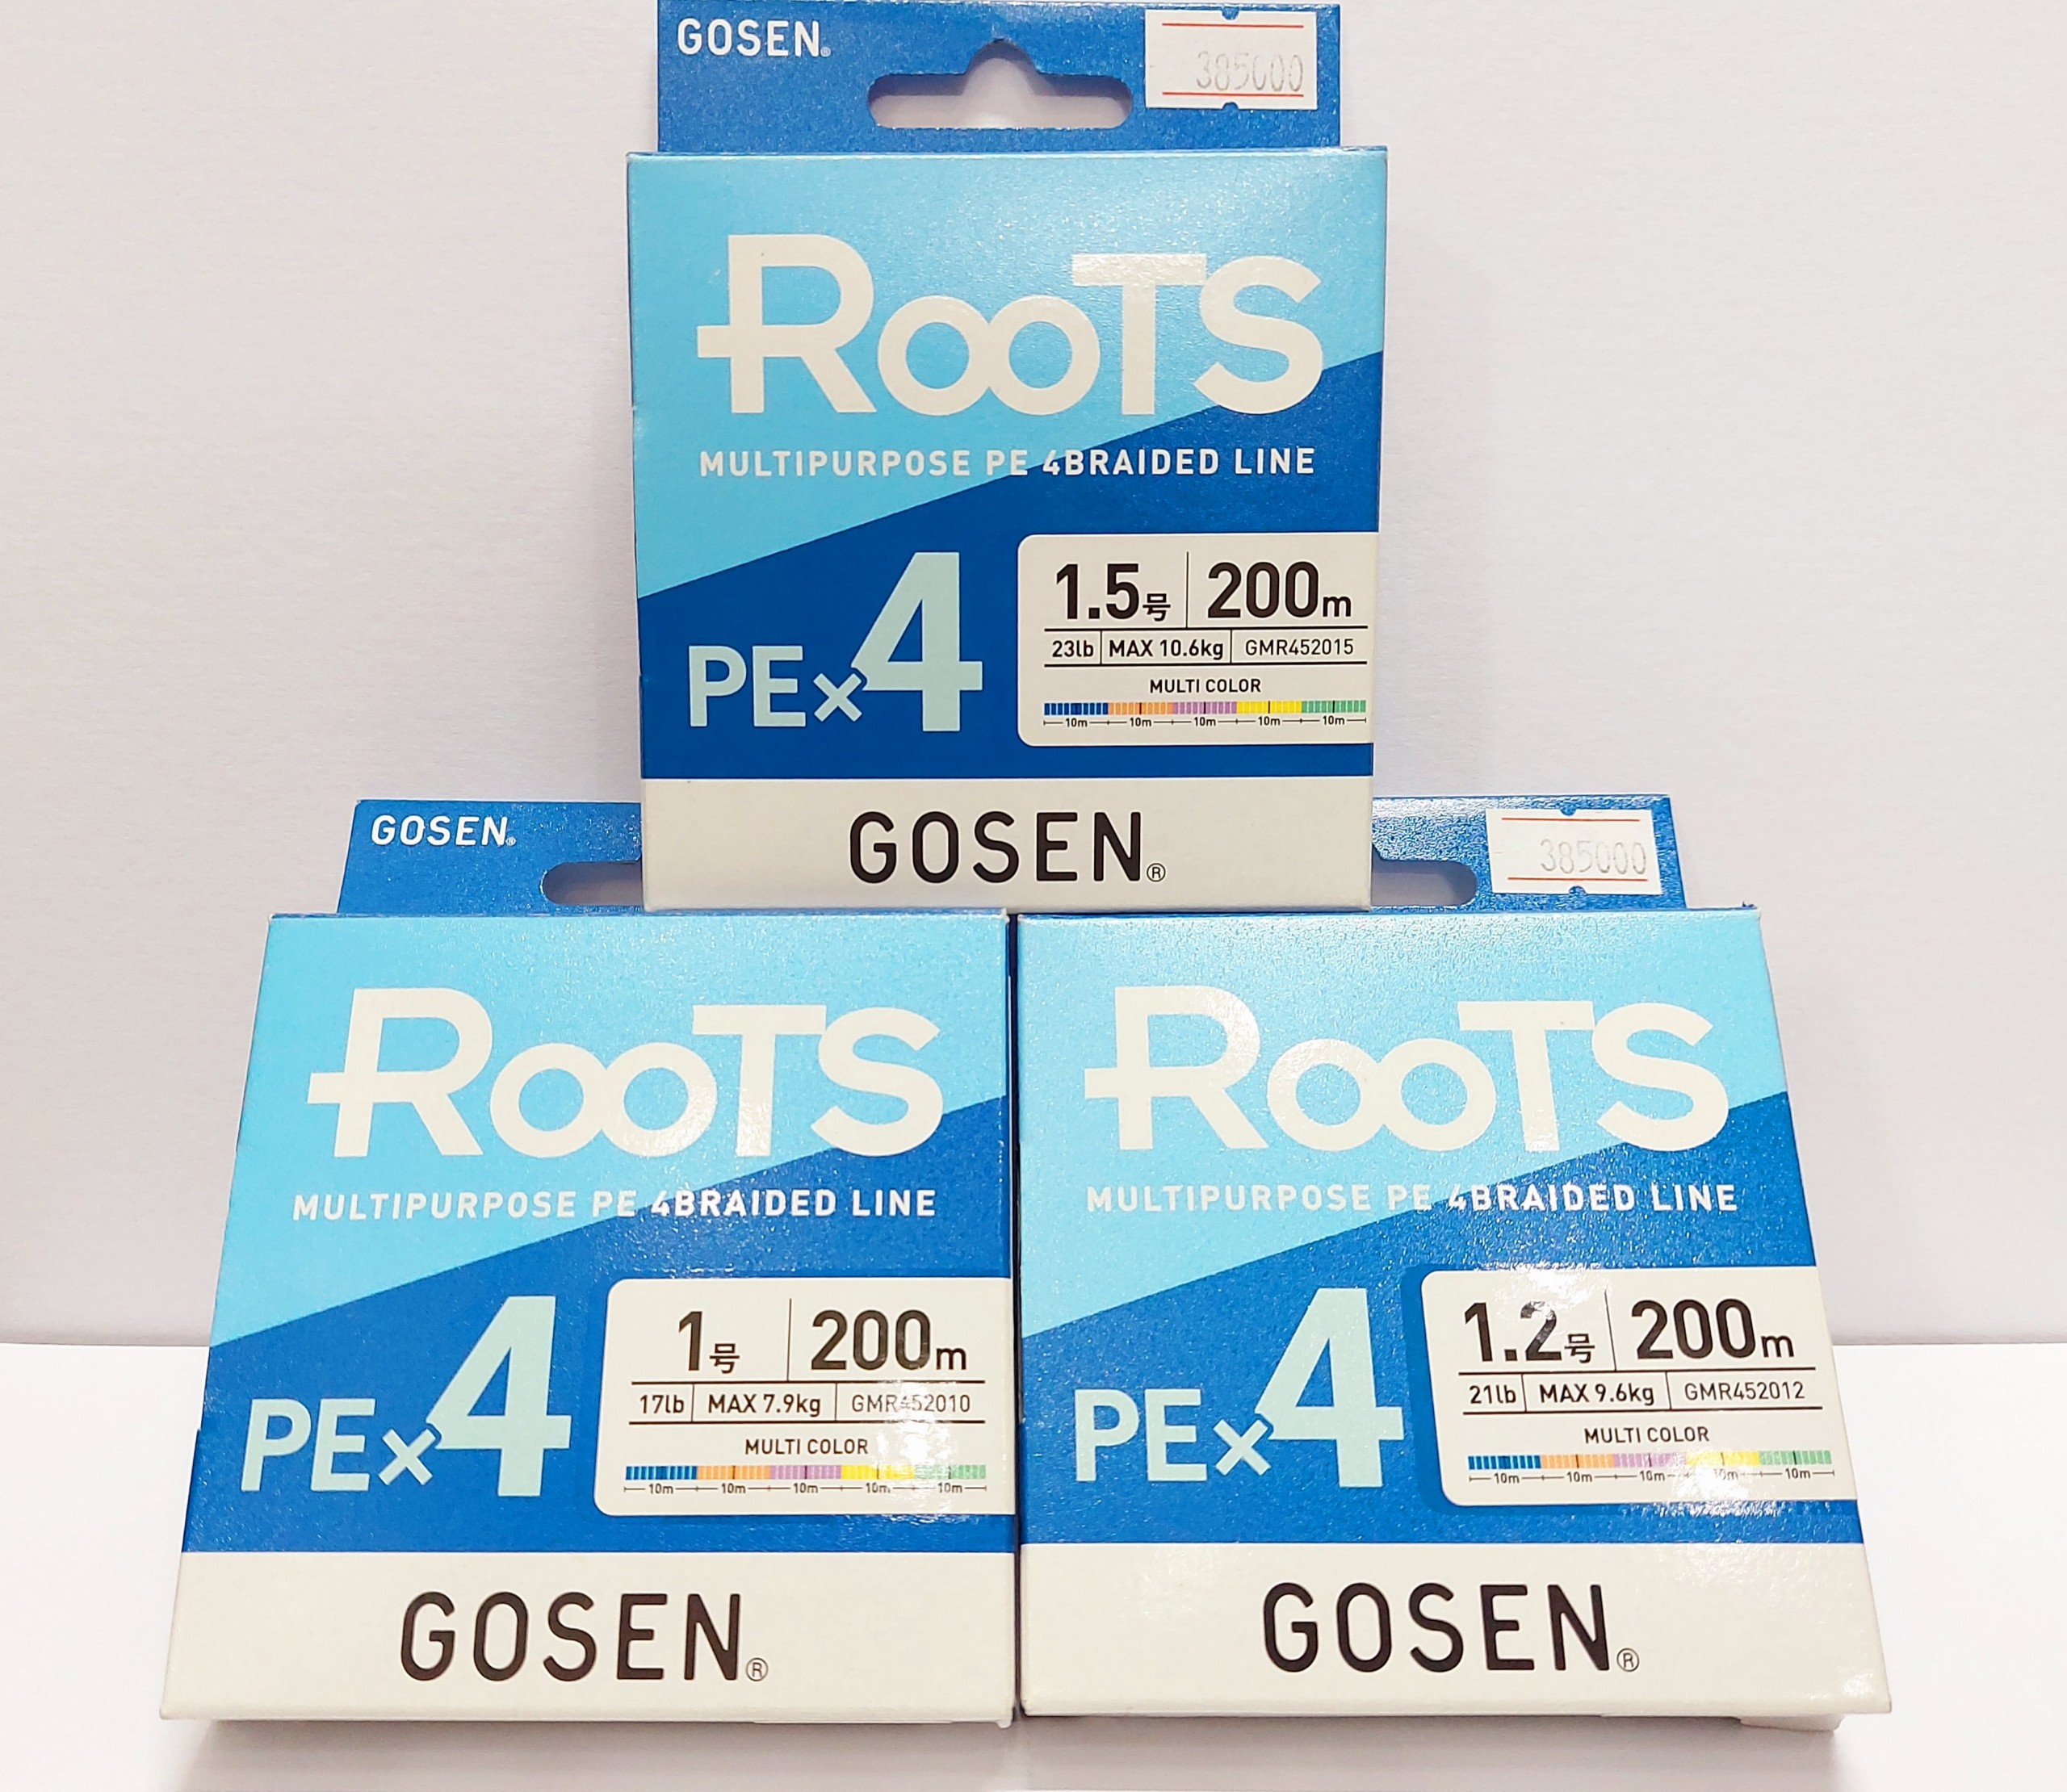 GOSEN®
385000
ROOTS
MULTIPURPOSE PE 4BRAIDED LINE
PE×4
1.5号 200m
23lb MAX 10.6kg GMR452015
MULTI COLOR
10m 10m 10m 10m 10m
GOSEN®
GOSEN®
ROOTS
MULTIPURPOSE PE 4BRAIDED LINE
PE×4
1号 200m
17lb MAX 7.9kg GMR452010
MULTI COLOR
10m 10m 10m 10m 10m
GOSEN®
385000
ROOTS
MULTIPURPOSE PE 4BRAIDED LINE
PE×4
1.2号 200m
21lb MAX 9.6kg GMR452012
MULTI COLOR
10m 10m 10m 10m 10m
GOSEN®